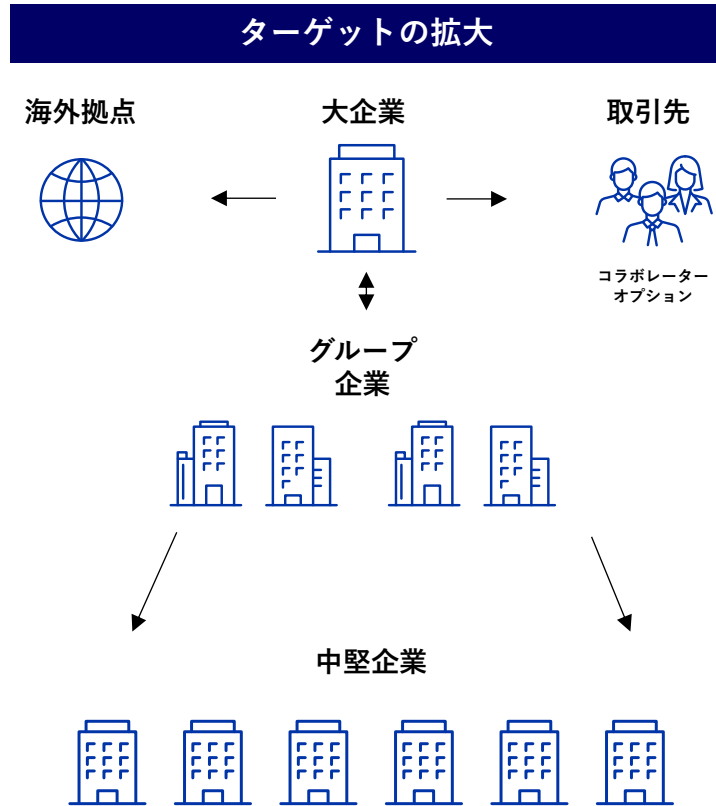 ターゲットの拡大
海外拠点
大企業
取引先
コラボレーター
オプション
グループ
企業
中堅企業